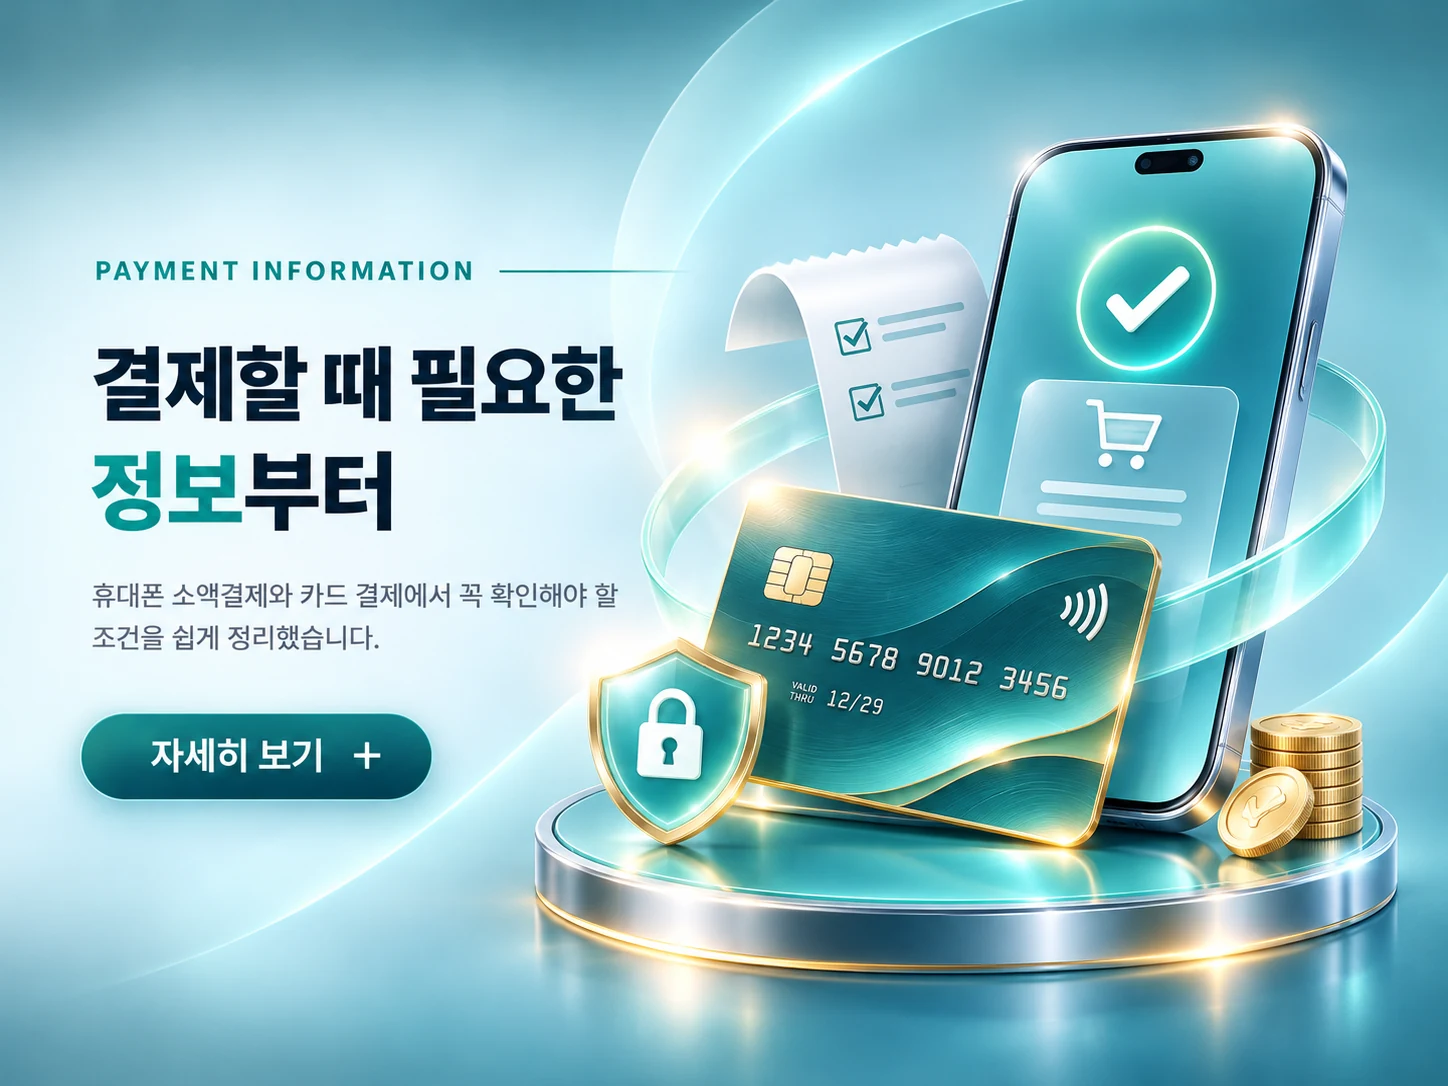 PAYMENT INFORMATION
결제할 때 필요한
정보부터
휴대폰 소액결제와 카드 결제에서 꼭 확인해야 할
조건을 쉽게 정리했습니다.
자세히 보기 +
1234 5678 9012 3456
VALID
THRU 12/29